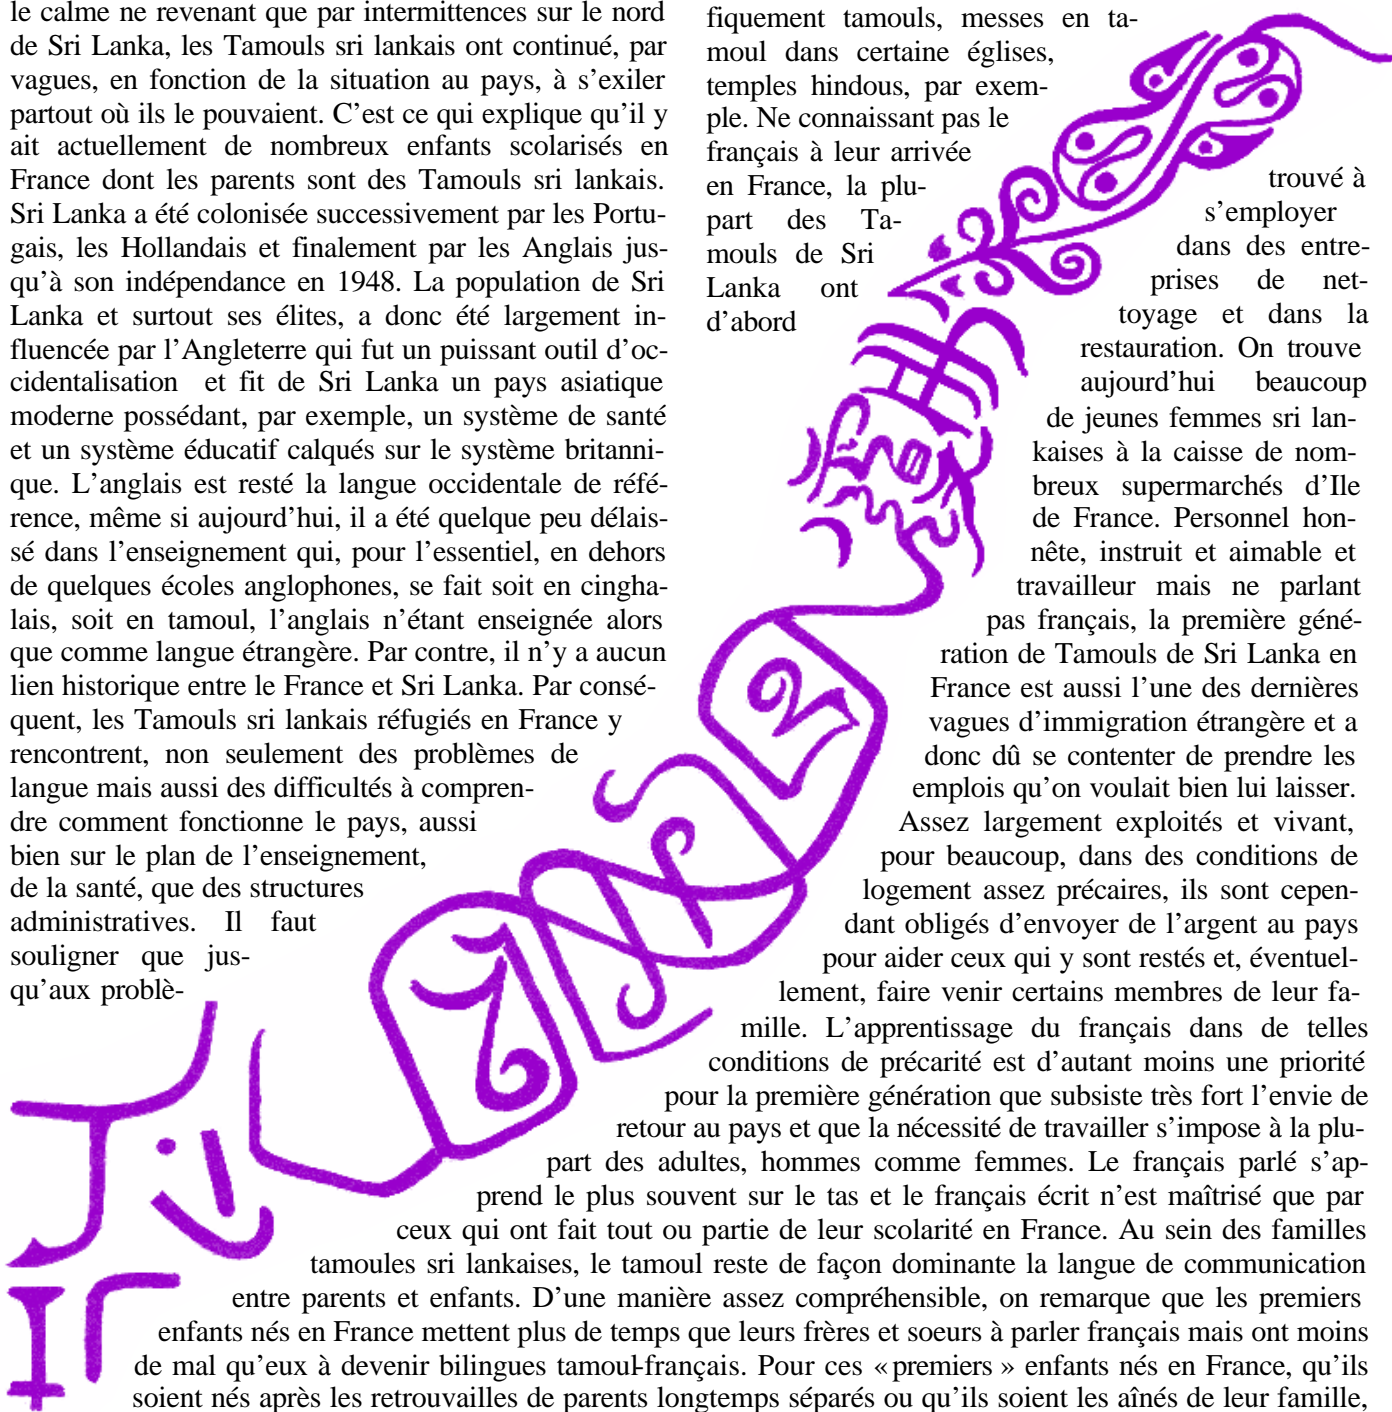 le calme ne revenant que par intermittences sur le nord
de Sri Lanka, les Tamouls sri lankais ont continué, par
vagues, en fonction de la situation au pays, à s’exiler
partout où ils le pouvaient. C’est ce qui explique qu’il y
ait actuellement de nombreux enfants scolarisés en
France dont les parents sont des Tamouls sri lankais.
Sri Lanka a été colonisée successivement par les Portu-
gais, les Hollandais et finalement par les Anglais jus-
qu’à son indépendance en 1948. La population de Sri
Lanka et surtout ses élites, a donc été largement in-
fluencée par l’Angleterre qui fut un puissant outil d’oc-
cidentalisation et fit de Sri Lanka un pays asiatique
moderne possédant, par exemple, un système de santé
et un système éducatif calqués sur le système britanni-
que. L’anglais est resté la langue occidentale de réfé-
rence, même si aujourd’hui, il a été quelque peu délais-
sé dans l’enseignement qui, pour l’essentiel, en dehors
de quelques écoles anglophones, se fait soit en cingha-
lais, soit en tamoul, l’anglais n’étant enseignée alors
que comme langue étrangère. Par contre, il n’y a aucun
lien historique entre le France et Sri Lanka. Par consé-
quent, les Tamouls sri lankais réfugiés en France y
rencontrent, non seulement des problèmes de
langue mais aussi des difficultés à compren-
dre comment fonctionne le pays, aussi
bien sur le plan de l’enseignement,
de la santé, que des structures
administratives. Il faut
souligner que jus-
qu’aux problè-
fiquement tamouls, messes en ta-
moul dans certaine églises,
temples hindous, par exem-
ple. Ne connaissant pas le
français à leur arrivée
en France, la plu-
part des Ta-
mouls de Sri
Lanka ont
d’abord
trouvé à
s’employer
dans des entre-
prises de net-
toyage et dans la
restauration. On trouve
aujourd’hui beaucoup
de jeunes femmes sri lan-
kaises à la caisse de nom-
breux supermarchés d’Ile
de France. Personnel hon-
nête, instruit et aimable et
travailleur mais ne parlant
pas français, la première géné-
ration de Tamouls de Sri Lanka en
France est aussi l’une des dernières
vagues d’immigration étrangère et a
donc dû se contenter de prendre les
emplois qu’on voulait bien lui laisser.
Assez largement exploités et vivant,
pour beaucoup, dans des conditions de
logement assez précaires, ils sont cepen-
dant obligés d’envoyer de l’argent au pays
pour aider ceux qui y sont restés et, éventuel-
lement, faire venir certains membres de leur fa-
mille. L’apprentissage du français dans de telles
conditions de précarité est d’autant moins une priorité
pour la première génération que subsiste très fort l’envie de
retour au pays et que la nécessité de travailler s’impose à la plu-
part des adultes, hommes comme femmes. Le français parlé s’ap-
prend le plus souvent sur le tas et le français écrit n’est maîtrisé que par
ceux qui ont fait tout ou partie de leur scolarité en France. Au sein des familles
tamoules sri lankaises, le tamoul reste de façon dominante la langue de communication
entre parents et enfants. D’une manière assez compréhensible, on remarque que les premiers
enfants nés en France mettent plus de temps que leurs frères et soeurs à parler français mais ont moins
de mal qu’eux à devenir bilingues tamoul-français. Pour ces « premiers » enfants nés en France, qu’ils
soient nés après les retrouvailles de parents longtemps séparés ou qu’ils soient les aînés de leur famille,